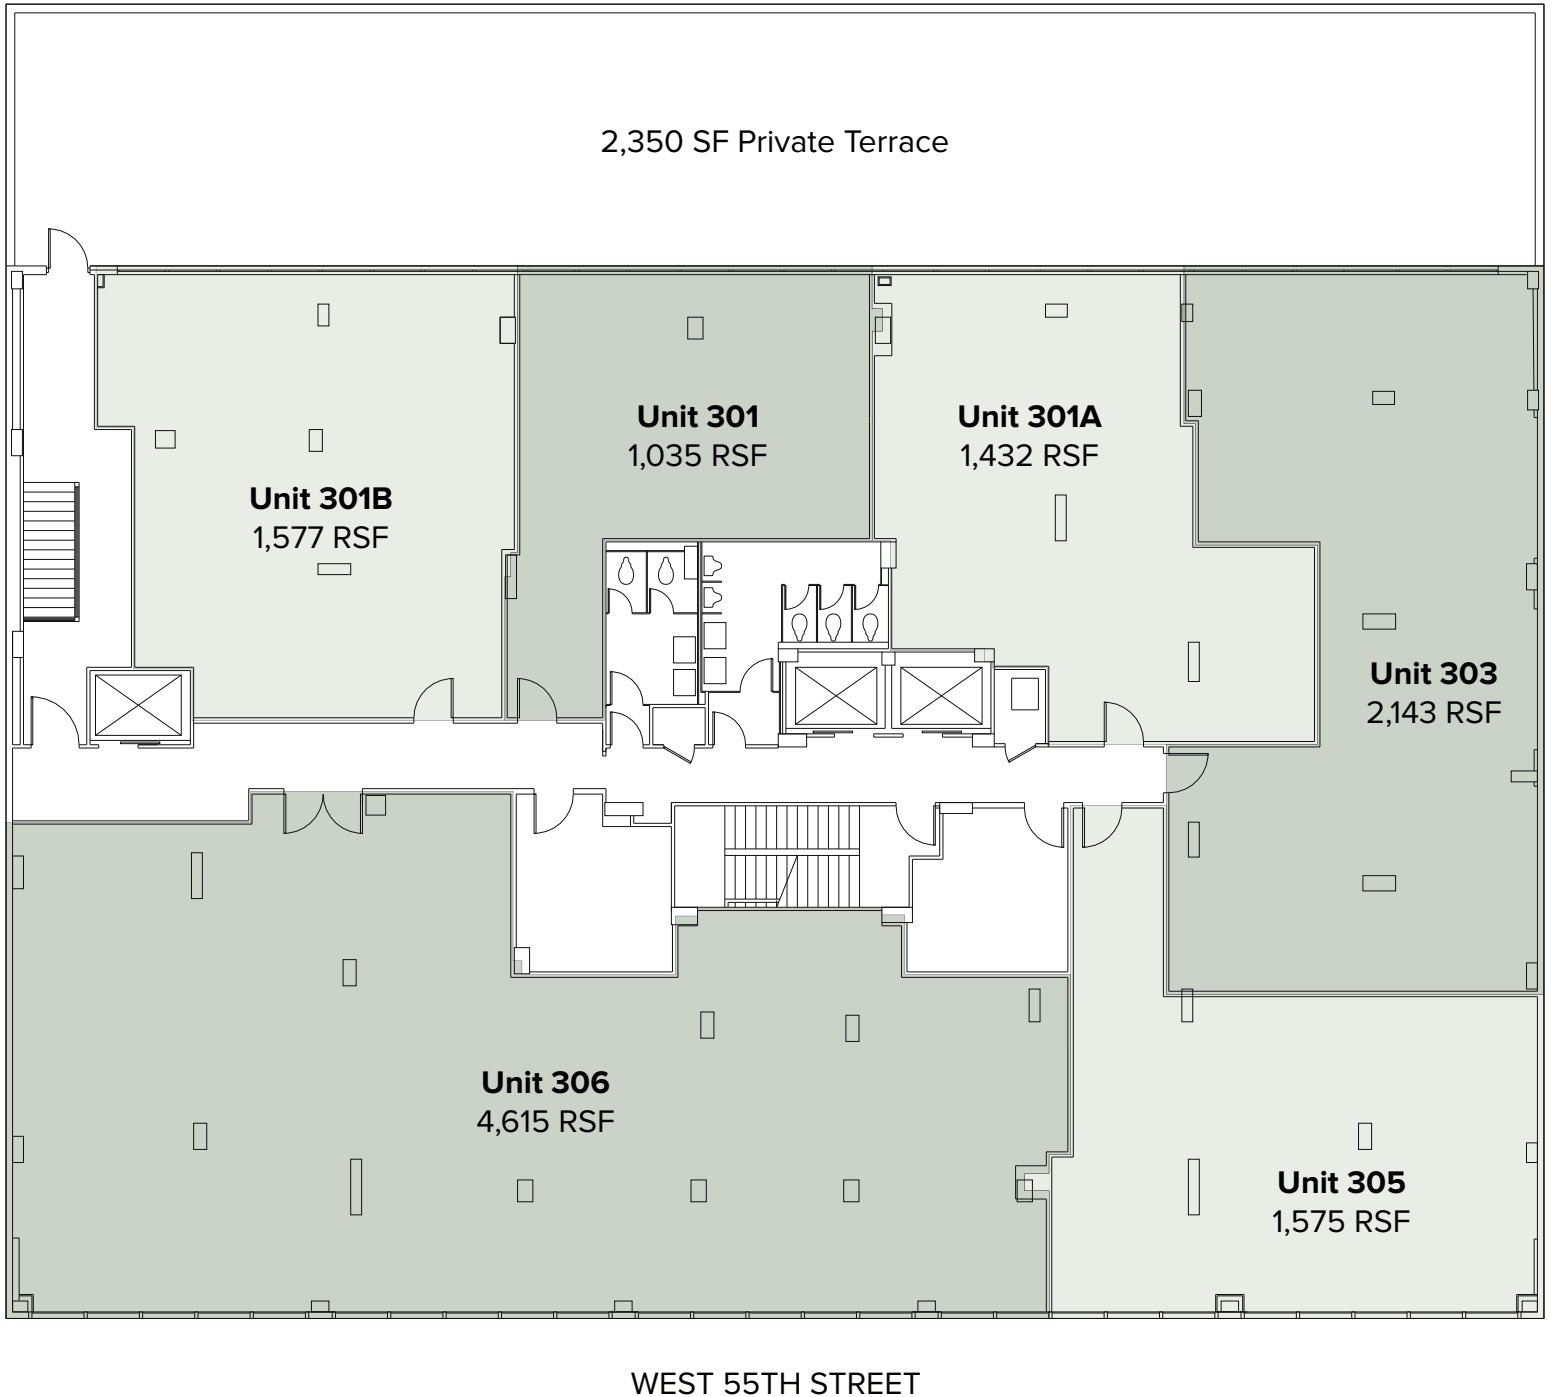 2,350 SF Private Terrace
Unit 301
1,035 RSF
Unit 301A
1,432 RSF
Unit 301B
1,577 RSF
Unit 303
2,143 RSF
Unit 306
4,615 RSF
Unit 305
1,575 RSF
WEST 55TH STREET